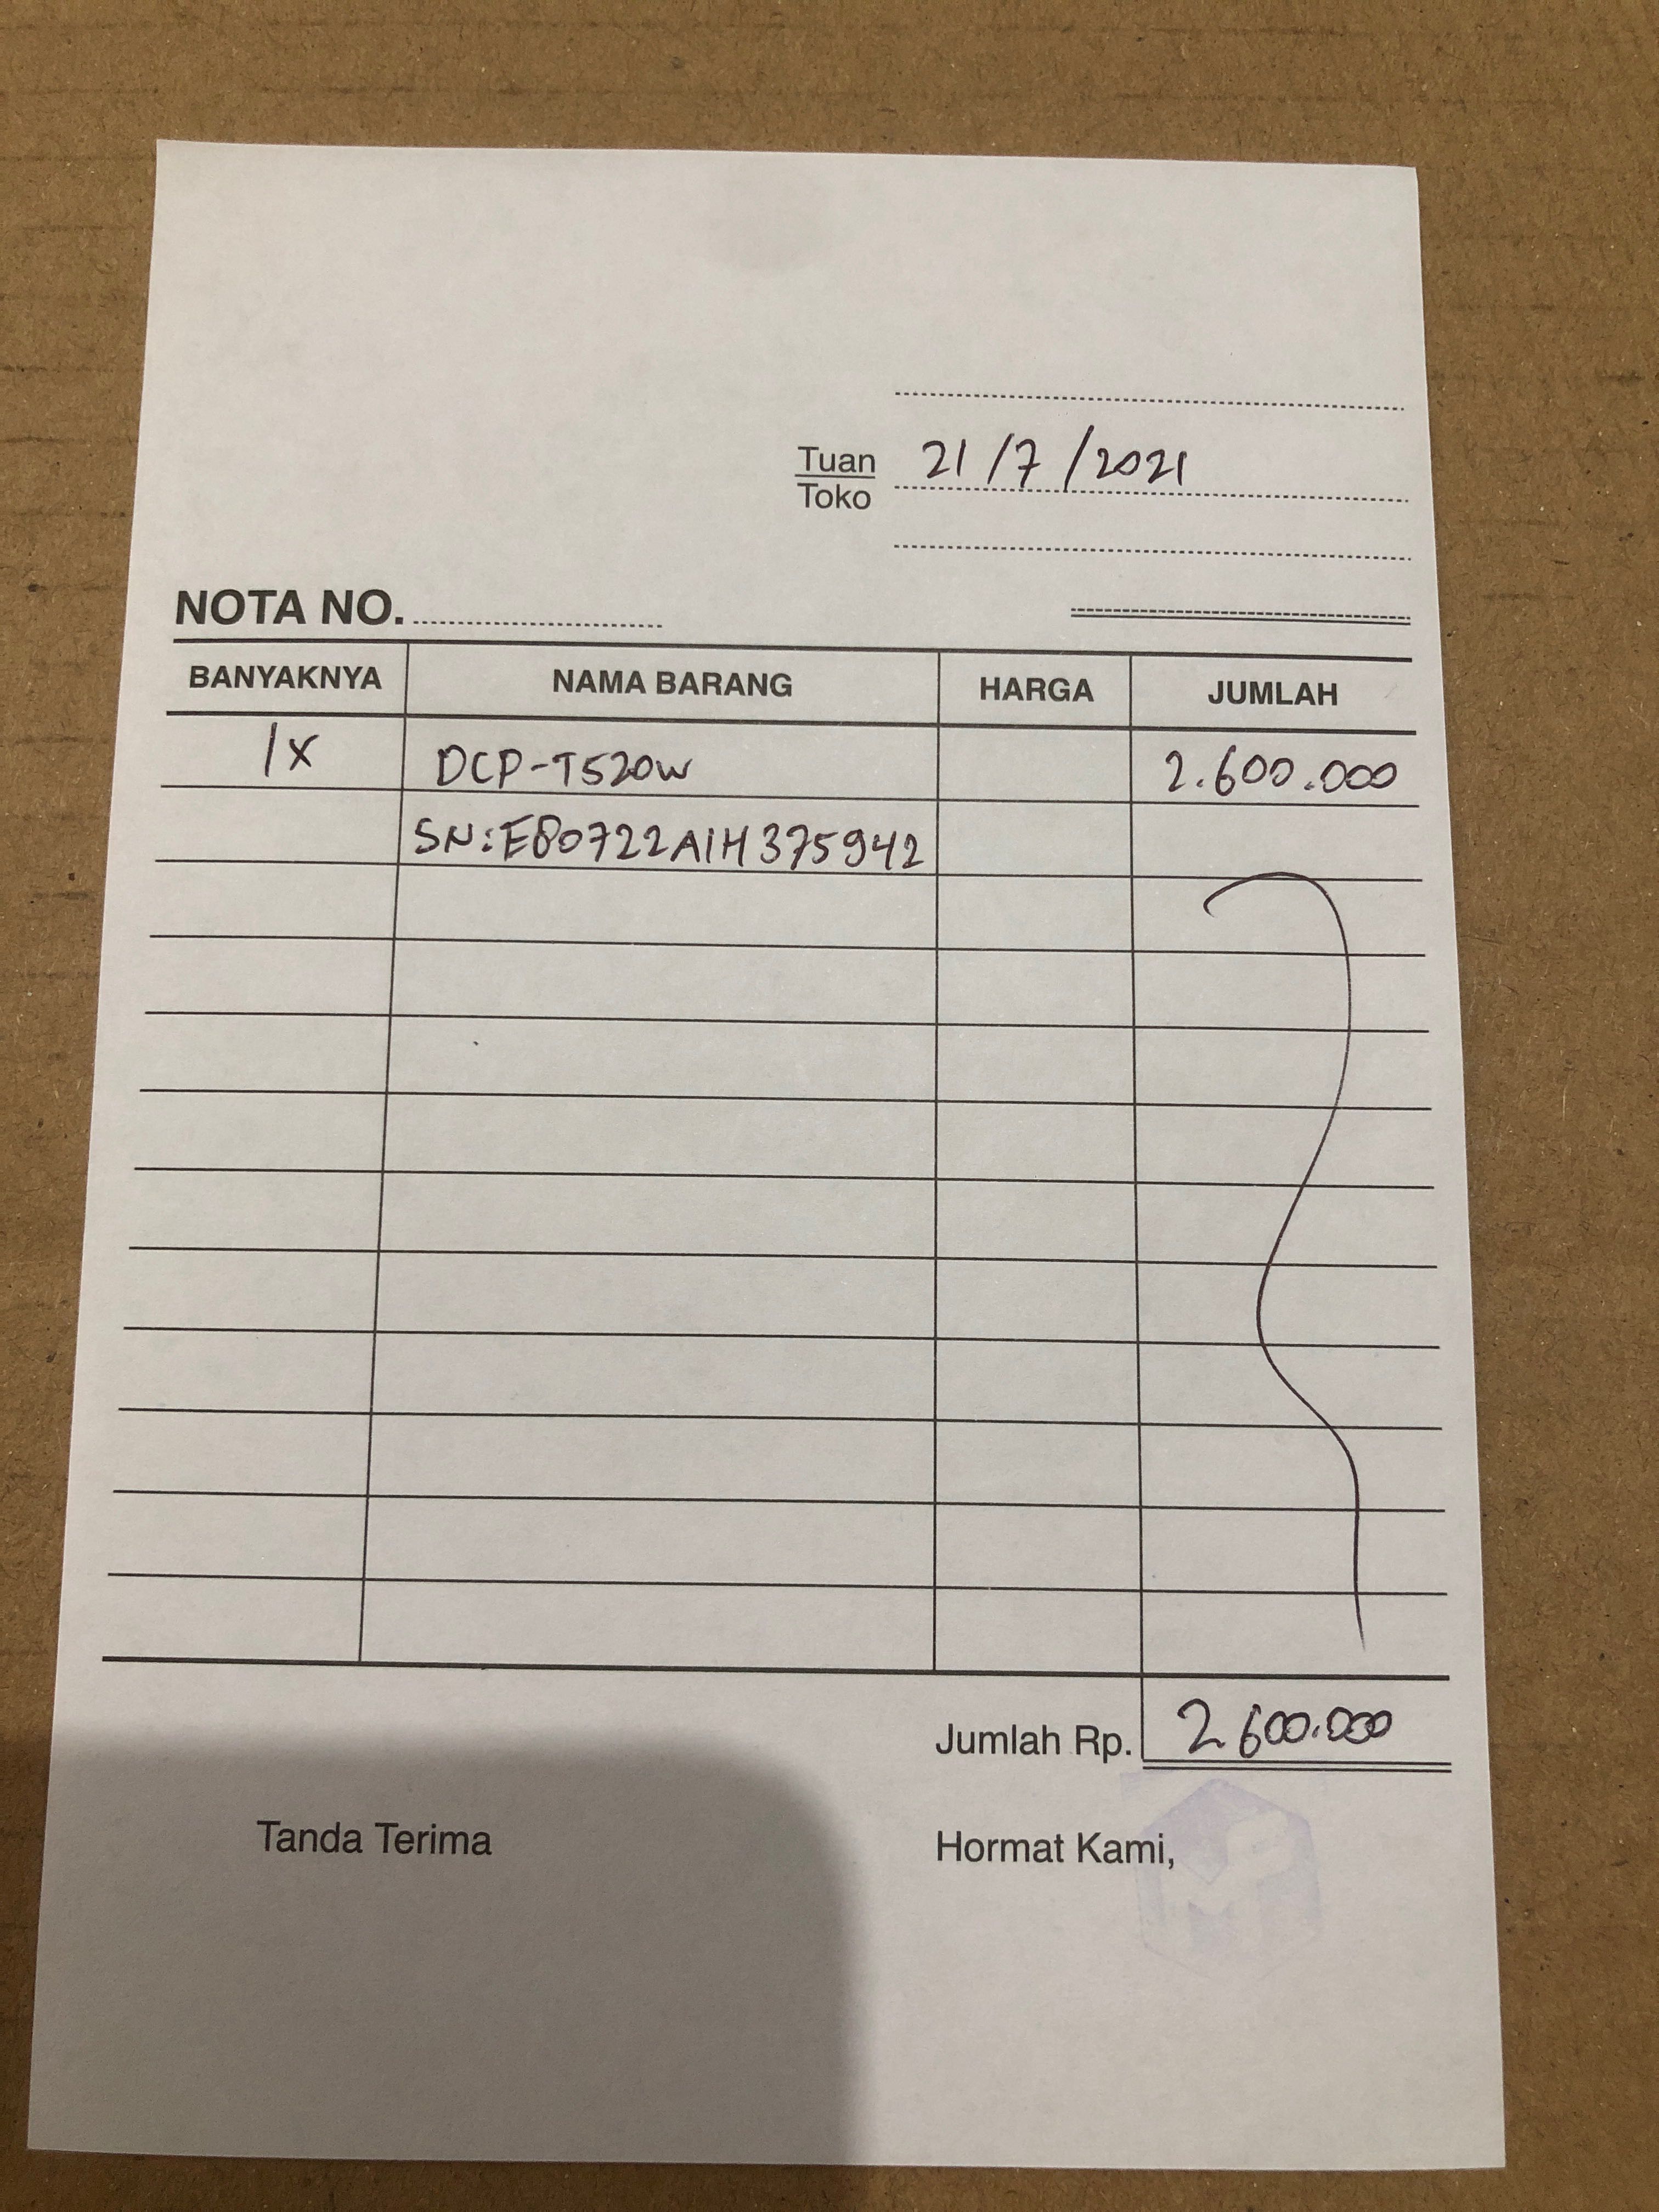 Tuan
Toko
21/7/2021
NOTA NO.
BANYAKNYA NAMA BARANG HARGA JUMLAH
1x DCP-T520W 2.600.000
SN:E80722A1H375942
Jumlah Rp. 2 600.000
Tanda Terima Hormat Kami,